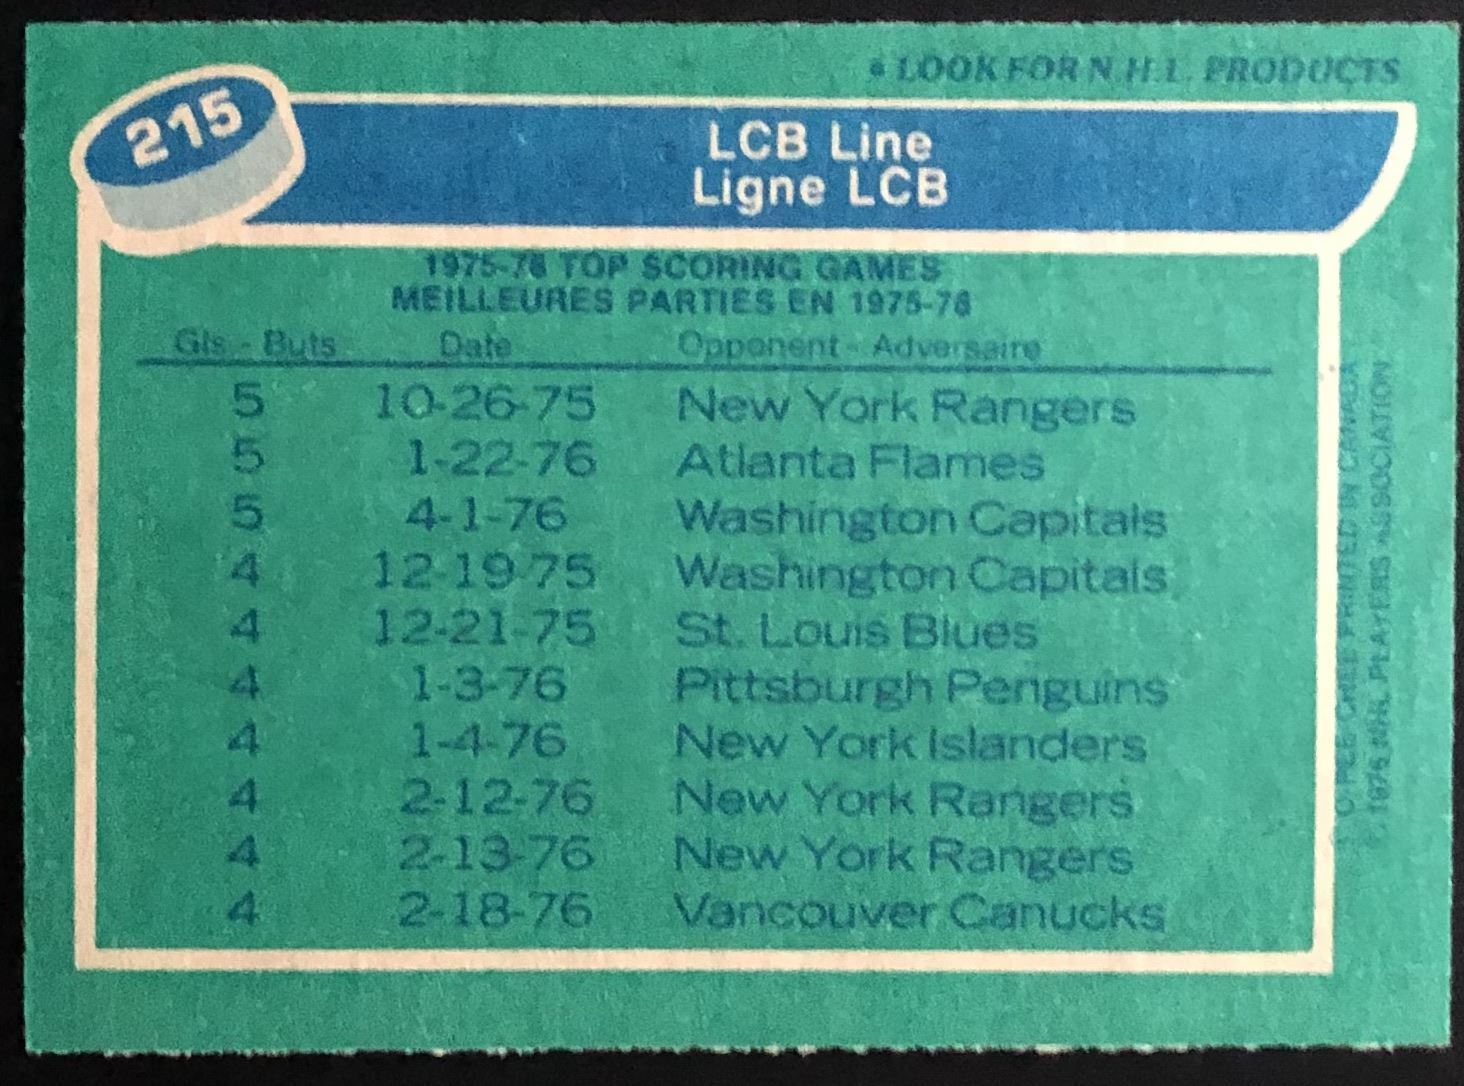 * LOOK FOR N.H.L. PRODUCTS
215
LCB Line
Ligne LCB
1975-76 TOP SCORING GAMES
MEILLEURES PARTIES EN 1975-76
Gls - Buts Date Opponent - Adversaire
5 10-26-75 New York Rangers
5 1-22-76 Atlanta Flames
5 4-1-76 Washington Capitals
4 12-19-75 Washington Capitals
4 12-21-75 St. Louis Blues
4 1-3-76 Pittsburgh Penguins
4 1-4-76 New York Islanders
4 2-12-76 New York Rangers
4 2-13-76 New York Rangers
4 2-18-76 Vancouver Canucks
O-PEE-CHEE PRINTED IN CANADA
© 1976 NHL PLAYERS ASSOCIATION